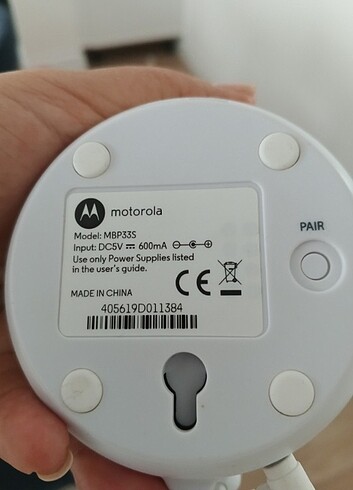 motorola
Model: MBP33S
Input: DC5V ⎓ 600mA
Use only Power Supplies listed
in the user's guide.
CE
MADE IN CHINA
405619D011384
PAIR